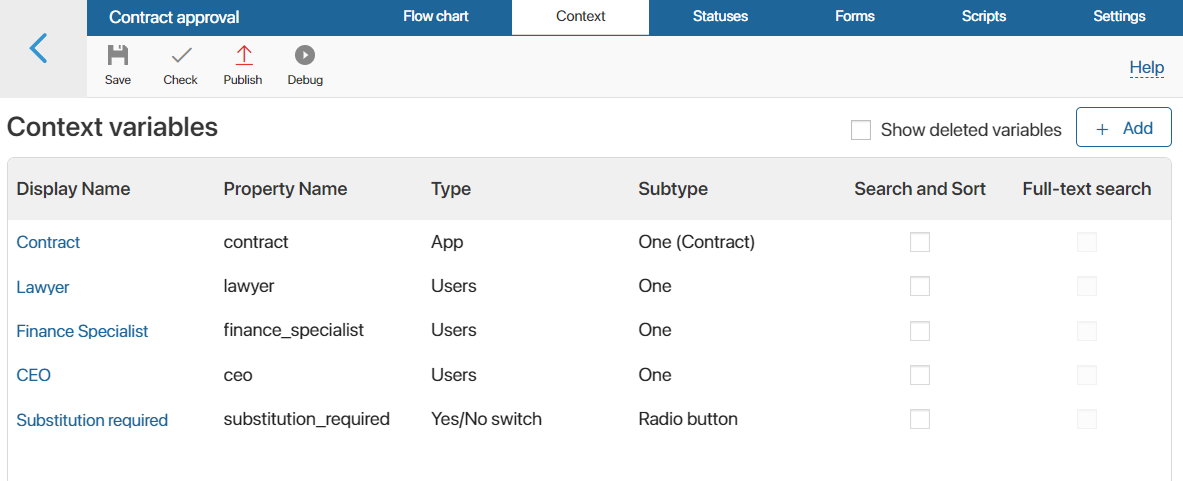 Contract approval Flow chart Context Statuses Forms Scripts Settings
Save Check Publish Debug Help
Context variables Show deleted variables + Add
Display Name Property Name Type Subtype Search and Sort Full-text search
Contract contract App One (Contract)
Lawyer lawyer Users One
Finance Specialist finance_specialist Users One
CEO ceo Users One
Substitution required substitution_required Yes/No switch Radio button